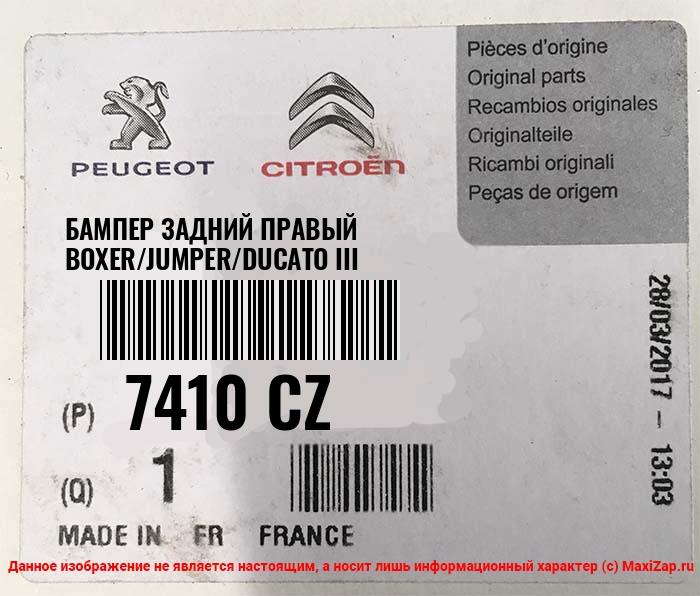 Pièces d'origine
Original parts
Recambios originales
Originalteile
Ricambi originali
Peças de origem
PEUGEOT
CITROËN
БАМПЕР ЗАДНИЙ ПРАВЫЙ
BOXER/JUMPER/DUCATO III
28/03/2017 - 13:03
(P) 7410 CZ
(Q) 1
MADE IN FR FRANCE
Данное изображение не является настоящим, а носит лишь информационный характер (c) MaxiZap.ru